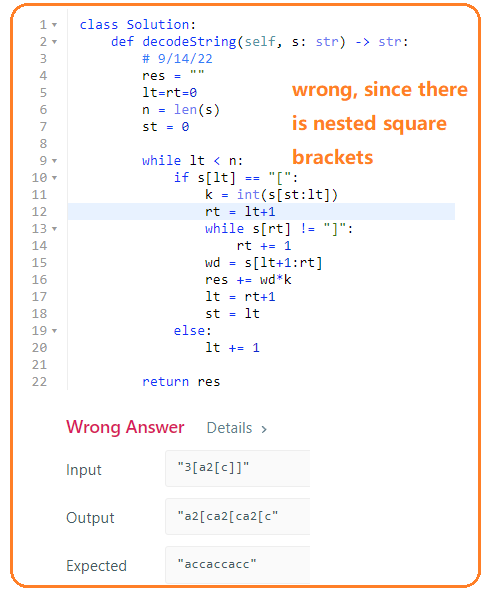 1 class Solution:
2 def decodeString(self, s: str) -> str:
3 # 9/14/22
4 res = ""
5 lt=rt=0
6 n = len(s)
7 st = 0
8
9 while lt < n:
10 if s[lt] == "[":
11 k = int(s[st:lt])
12 rt = lt+1
13 while s[rt] != "]":
14 rt += 1
15 wd = s[lt+1:rt]
16 res += wd*k
17 lt = rt+1
18 st = lt
19 else:
20 lt += 1
21
22 return res
wrong, since there
is nested square
brackets
Wrong Answer Details >
Input "3[a2[c]]"
Output "a2[ca2[ca2[c"
Expected "accaccacc"